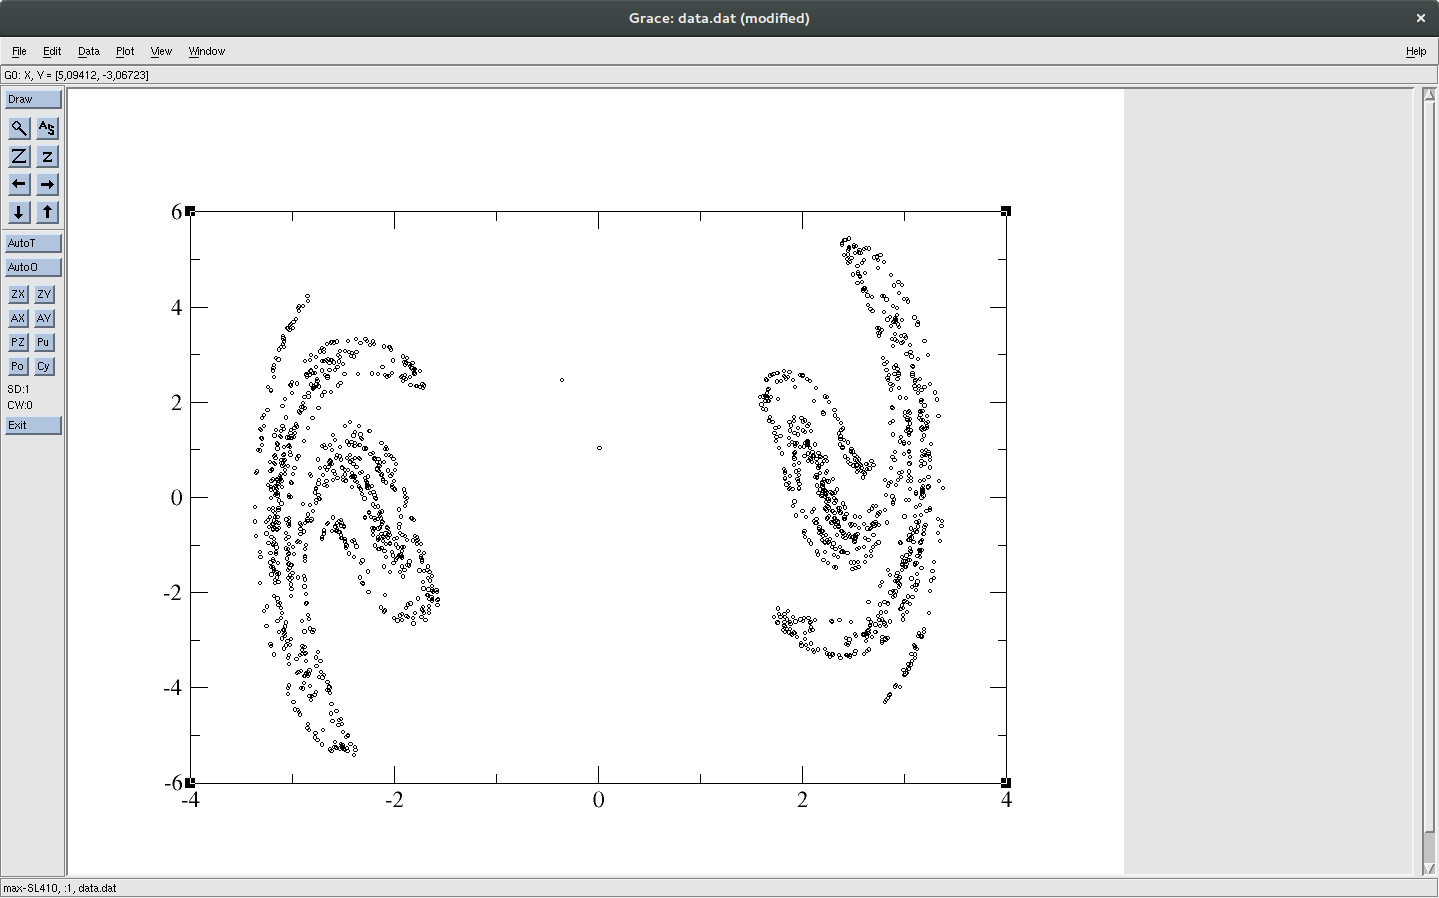 Grace: data.dat (modified)
File Edit Data Plot View Window Help
G0: X, Y = [5,09412, -3,06723]
Draw
AS
Z z
AutoT
AutoO
ZX ZY
AX AY
PZ Pu
Po Cy
SD:1
CW:0
Exit
6
4
2
0
-2
-4
-6
-4 -2 0 2 4
max-SL410, :1, data.dat